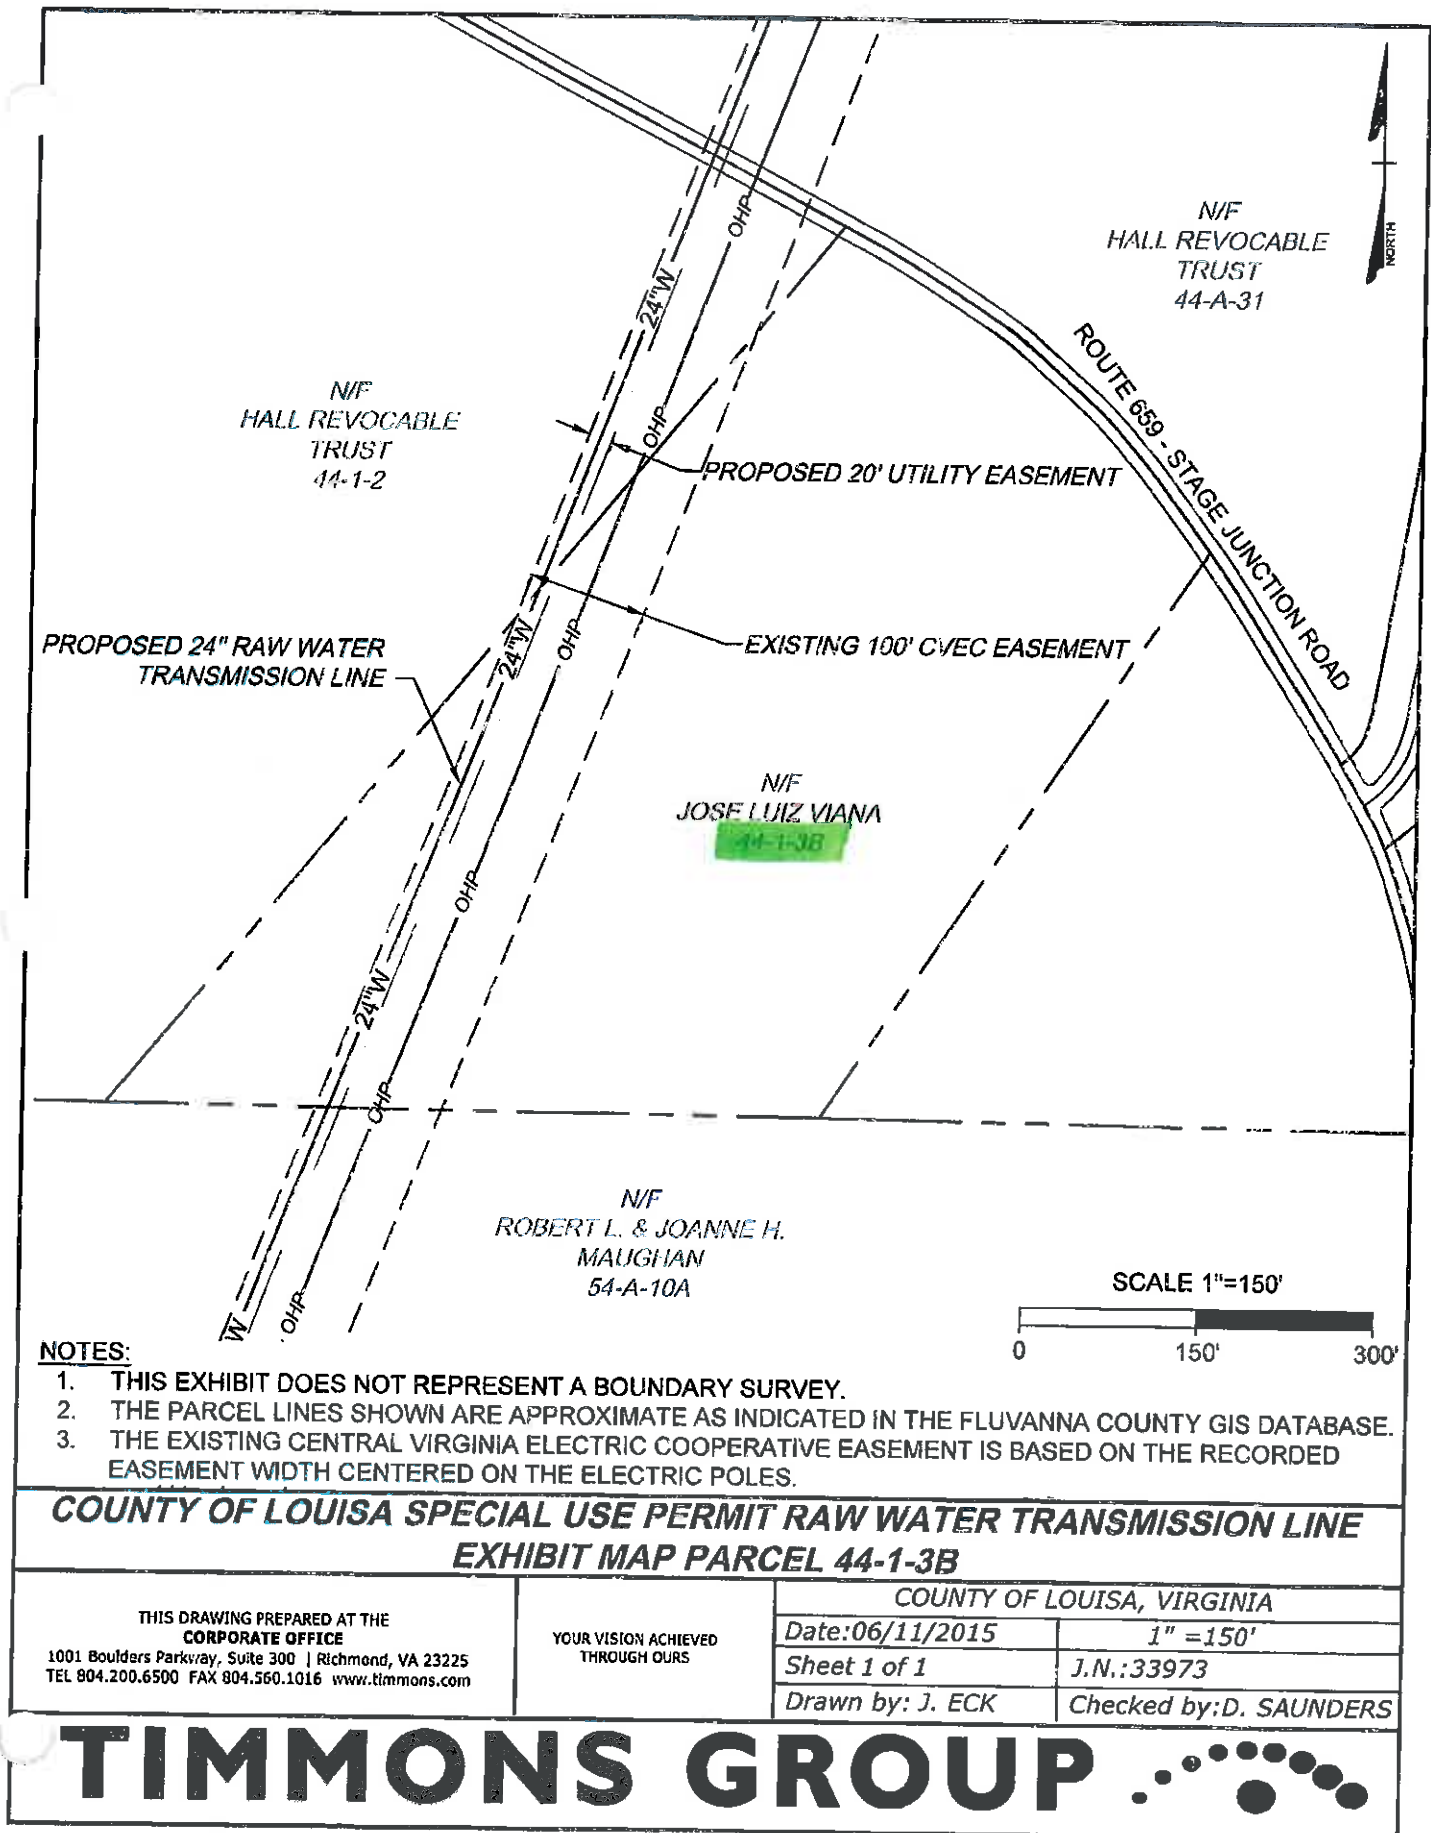 N/F
HALL REVOCABLE
TRUST
44-A-31
NORTH
ROUTE 659 - STAGE JUNCTION ROAD
N/F
HALL REVOCABLE
TRUST
44-1-2
OHP
24"W
OHP
PROPOSED 20' UTILITY EASEMENT
24"W
OHP
EXISTING 100' CVEC EASEMENT
PROPOSED 24" RAW WATER
TRANSMISSION LINE
N/F
JOSE LUIZ VIANA
44-1-3B
OHP
24"W
OHP
N/F
ROBERT L. & JOANNE H.
MAUGHAN
54-A-10A
W
OHP
SCALE 1"=150'
0 150' 300'
NOTES:
1. THIS EXHIBIT DOES NOT REPRESENT A BOUNDARY SURVEY.
2. THE PARCEL LINES SHOWN ARE APPROXIMATE AS INDICATED IN THE FLUVANNA COUNTY GIS DATABASE.
3. THE EXISTING CENTRAL VIRGINIA ELECTRIC COOPERATIVE EASEMENT IS BASED ON THE RECORDED
EASEMENT WIDTH CENTERED ON THE ELECTRIC POLES.
COUNTY OF LOUISA SPECIAL USE PERMIT RAW WATER TRANSMISSION LINE
EXHIBIT MAP PARCEL 44-1-3B
THIS DRAWING PREPARED AT THE
CORPORATE OFFICE
1001 Boulders Parkway, Suite 300 | Richmond, VA 23225
TEL 804.200.6500 FAX 804.560.1016 www.timmons.com
YOUR VISION ACHIEVED
THROUGH OURS
COUNTY OF LOUISA, VIRGINIA
Date:06/11/2015
1" =150'
Sheet 1 of 1
J.N.:33973
Drawn by: J. ECK
Checked by:D. SAUNDERS
TIMMONS GROUP